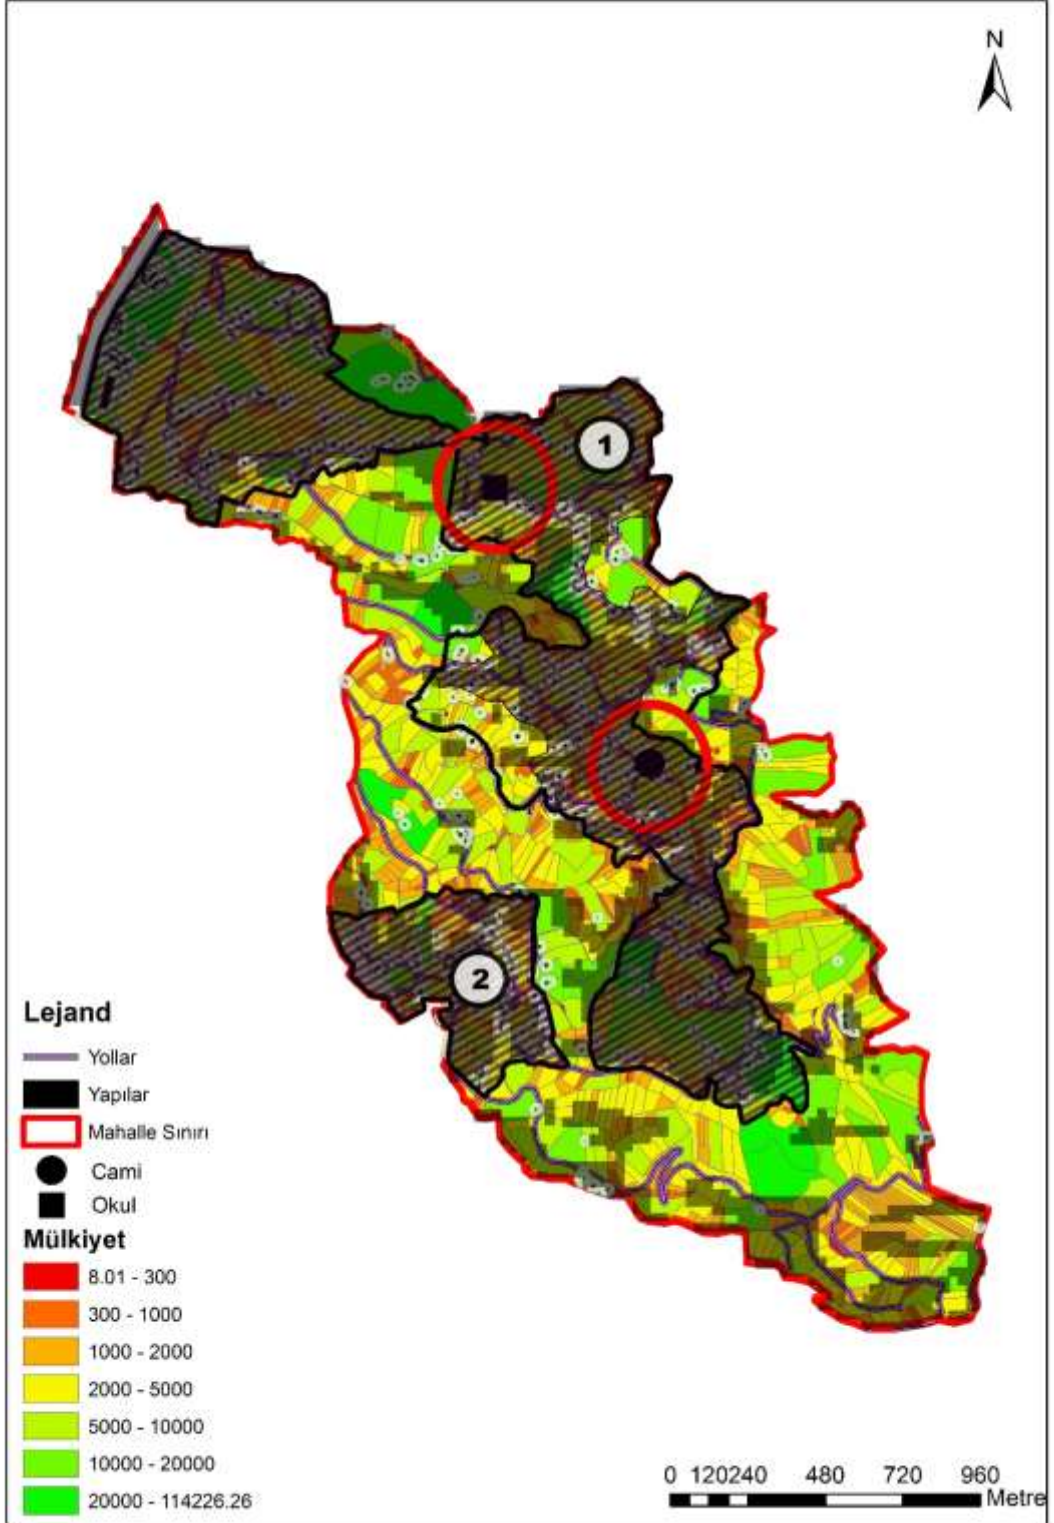 N
1
2
Lejand
Yollar
Yapılar
Mahalle Sınırı
Cami
Okul
Mülkiyet
8.01 - 300
300 - 1000
1000 - 2000
2000 - 5000
5000 - 10000
10000 - 20000
20000 - 114226.26
0 120240 480 720 960
Metre